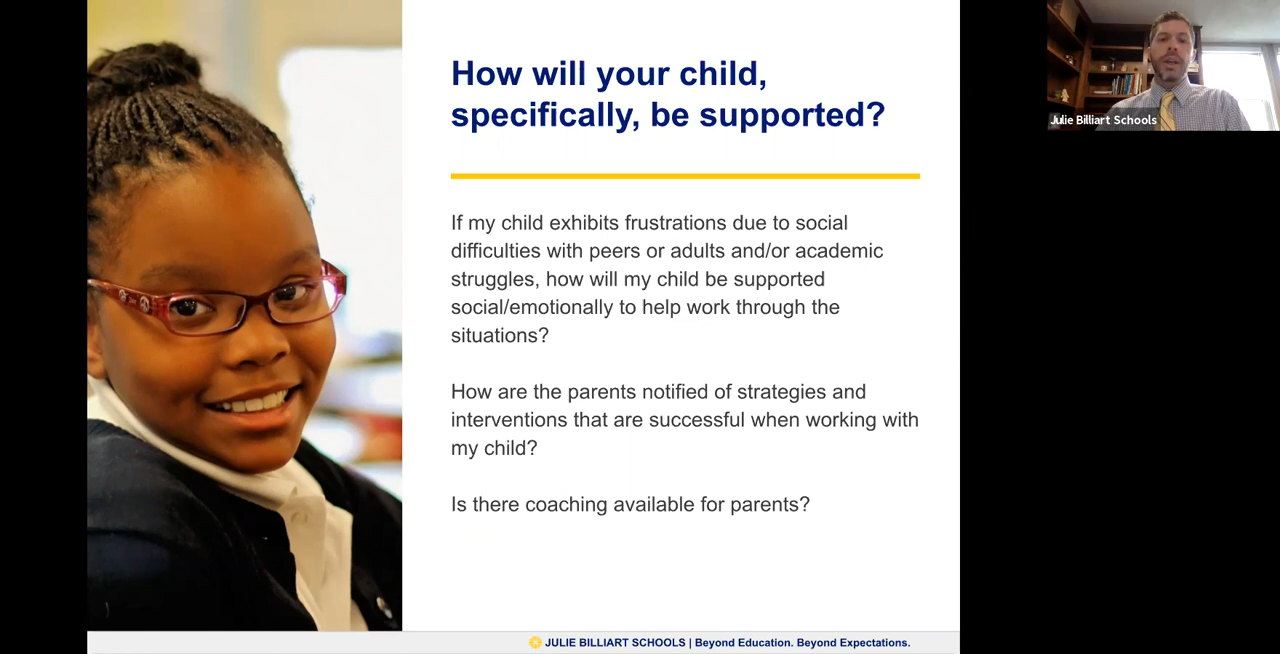 How will your child,
specifically, be supported?
If my child exhibits frustrations due to social
difficulties with peers or adults and/or academic
struggles, how will my child be supported
social/emotionally to help work through the
situations?
How are the parents notified of strategies and
interventions that are successful when working with
my child?
Is there coaching available for parents?
JULIE BILLIART SCHOOLS | Beyond Education. Beyond Expectations.
Julie Billiart Schools